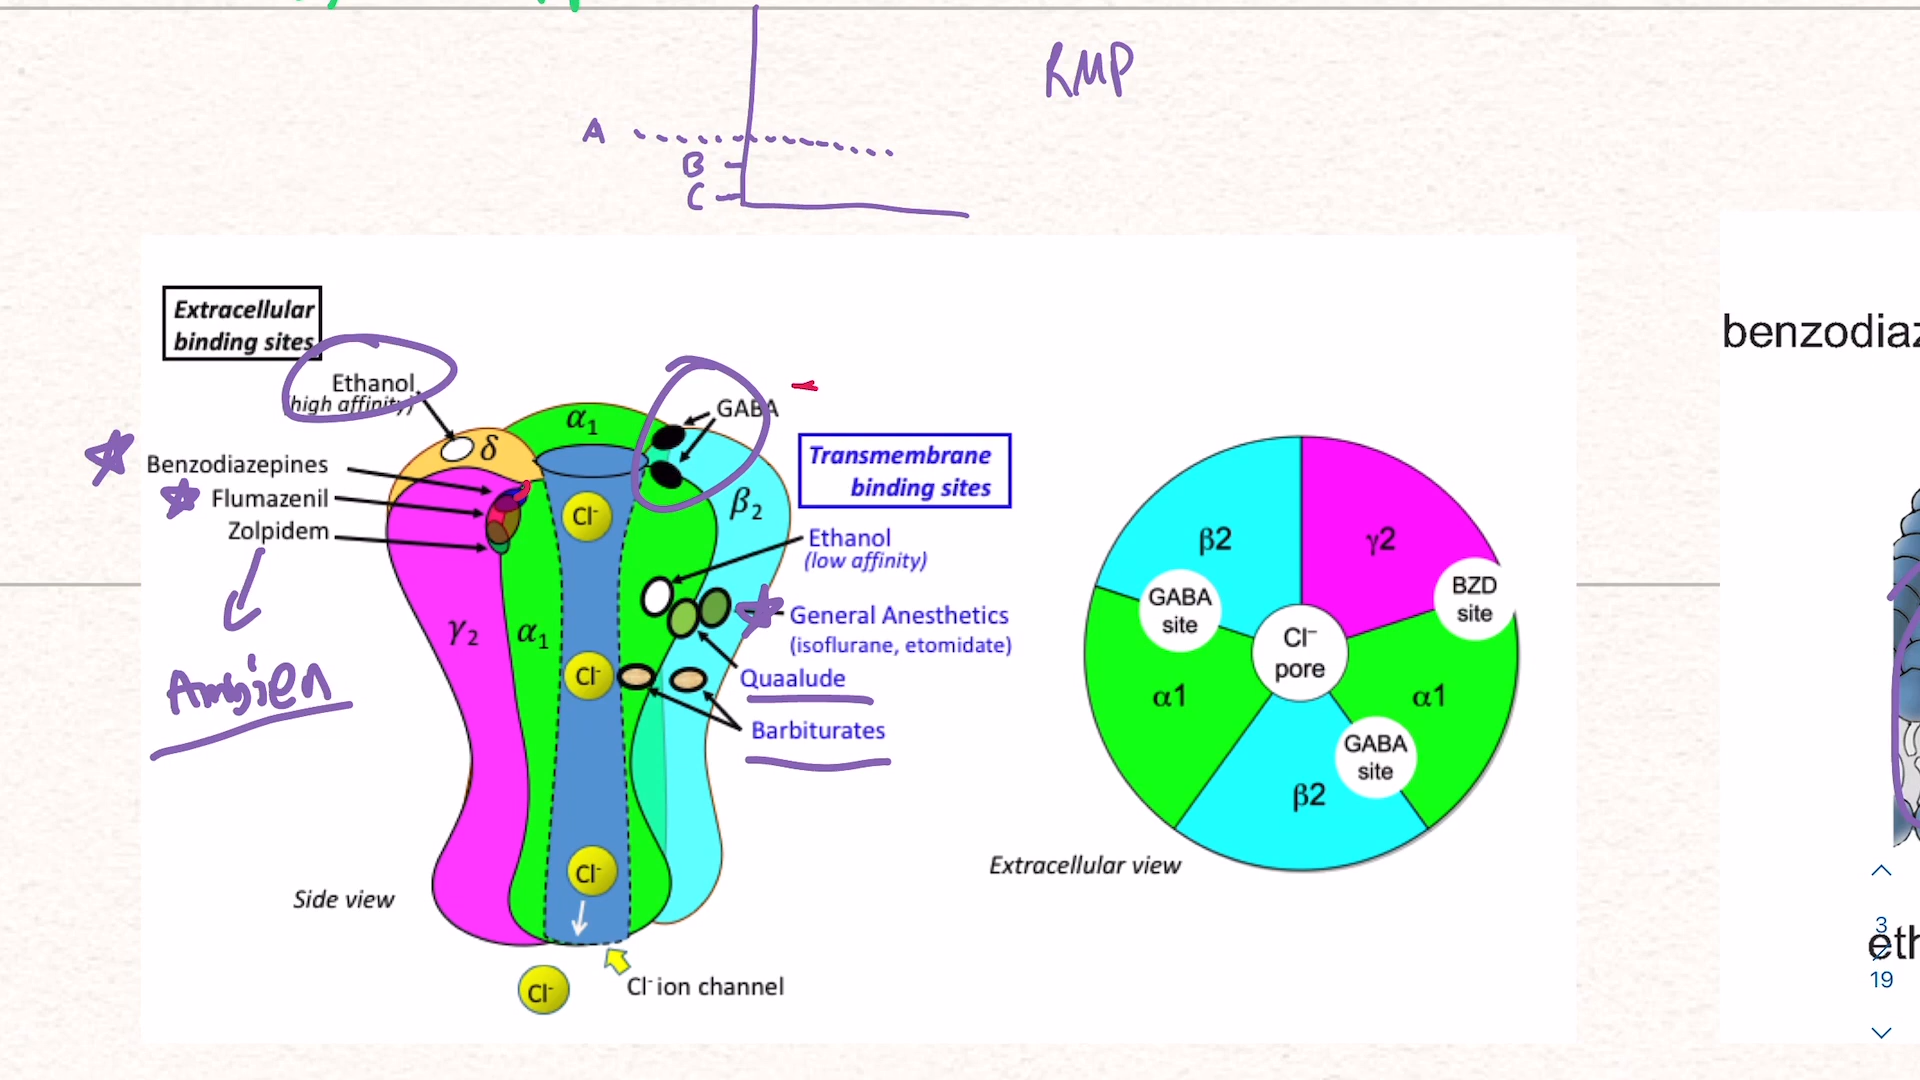 RMP
A
B
C
Extracellular
binding sites
Ethanol
(high affinity)
Benzodiazepines
Flumazenil
Zolpidem
Ambien
δ
α1
GABA
β2
γ2
α1
Cl-
Cl-
Cl-
Cl-
Transmembrane
binding sites
Ethanol
(low affinity)
General Anesthetics
(isoflurane, etomidate)
Quaalude
Barbiturates
Side view
Cl- ion channel
β2
γ2
GABA
site
BZD
site
Cl–
pore
α1
α1
GABA
site
β2
Extracellular view
benzodiaz
eth
3
19